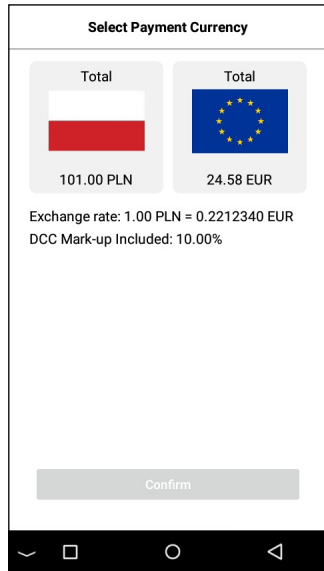 Select Payment Currency
Total
Total
101.00 PLN
24.58 EUR
Exchange rate: 1.00 PLN = 0.2212340 EUR
DCC Mark-up Included: 10.00%
Confirm